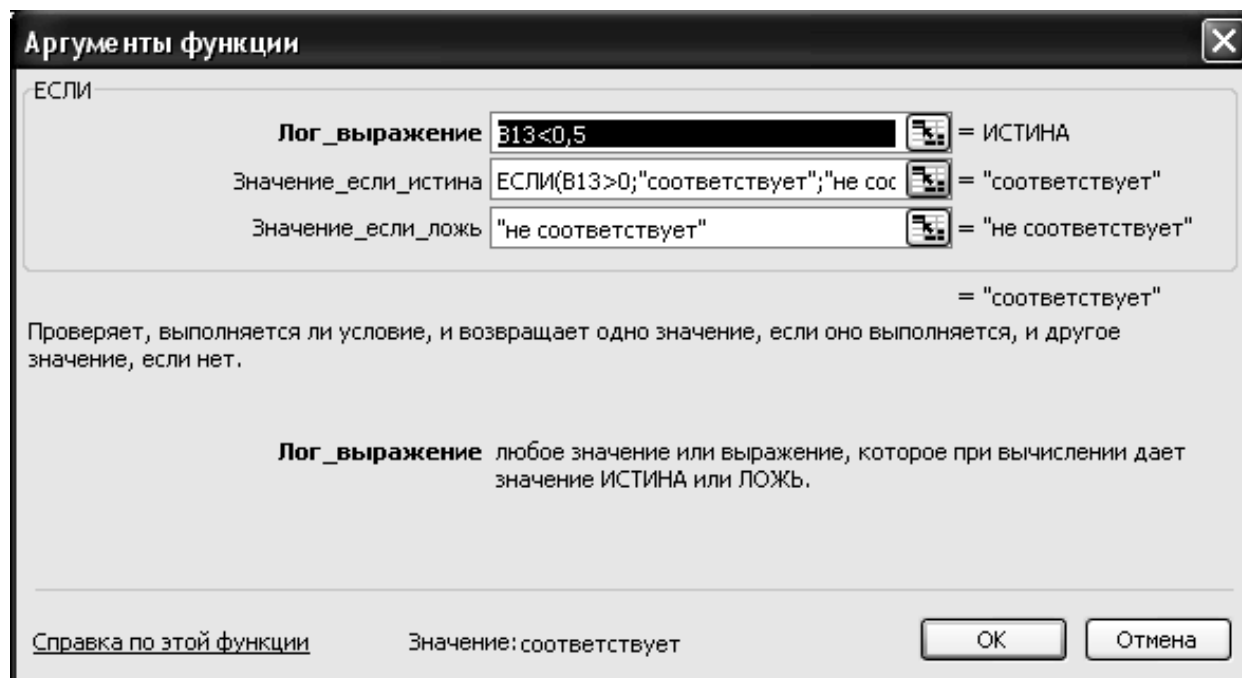 Аргументы функции
ЕСЛИ
Лог_выражение B13<0,5 = ИСТИНА
Значение_если_истина ЕСЛИ(B13>0;"соответствует";"не соо = "соответствует"
Значение_если_ложь "не соответствует" = "не соответствует"
= "соответствует"
Проверяет, выполняется ли условие, и возвращает одно значение, если оно выполняется, и другое
значение, если нет.
Лог_выражение любое значение или выражение, которое при вычислении дает
значение ИСТИНА или ЛОЖЬ.
Справка по этой функции Значение: соответствует OK Отмена